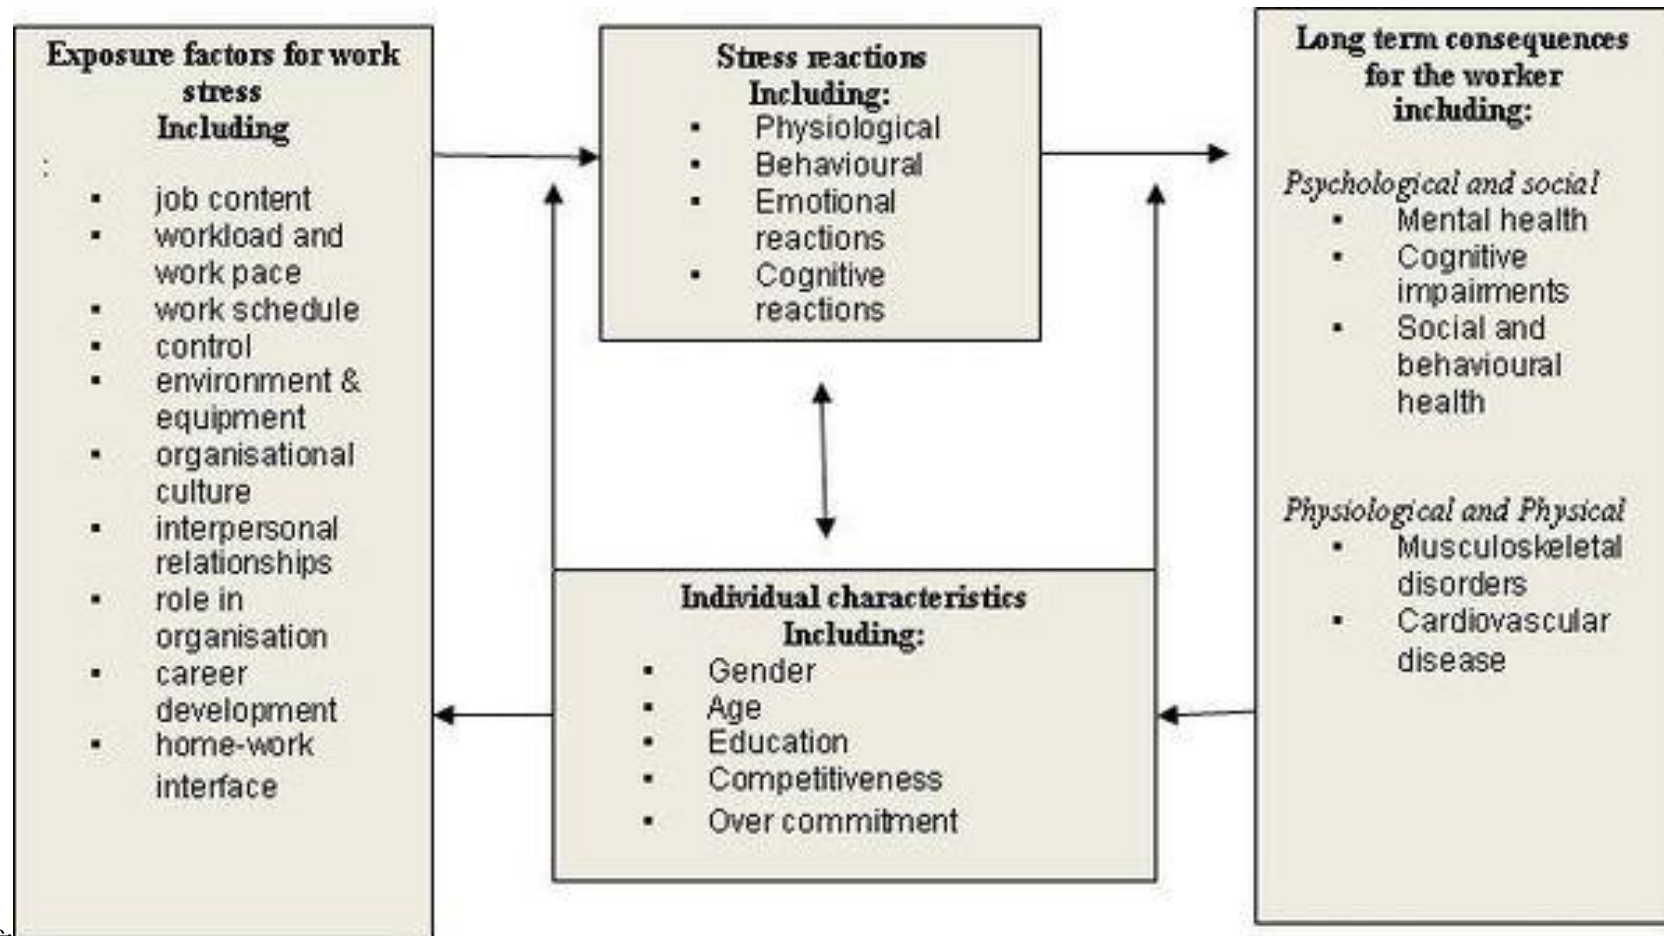 Exposure factors for work
stress
Including
:
▪ job content
▪ workload and
work pace
▪ work schedule
▪ control
▪ environment &
equipment
▪ organisational
culture
▪ interpersonal
relationships
▪ role in
organisation
▪ career
development
▪ home-work
interface
Stress reactions
Including:
▪ Physiological
▪ Behavioural
▪ Emotional
reactions
▪ Cognitive
reactions
Individual characteristics
Including:
▪ Gender
▪ Age
▪ Education
▪ Competitiveness
▪ Over commitment
Long term consequences
for the worker
including:
Psychological and social
▪ Mental health
▪ Cognitive
impairments
▪ Social and
behavioural
health
Physiological and Physical
▪ Musculoskeletal
disorders
▪ Cardiovascular
disease